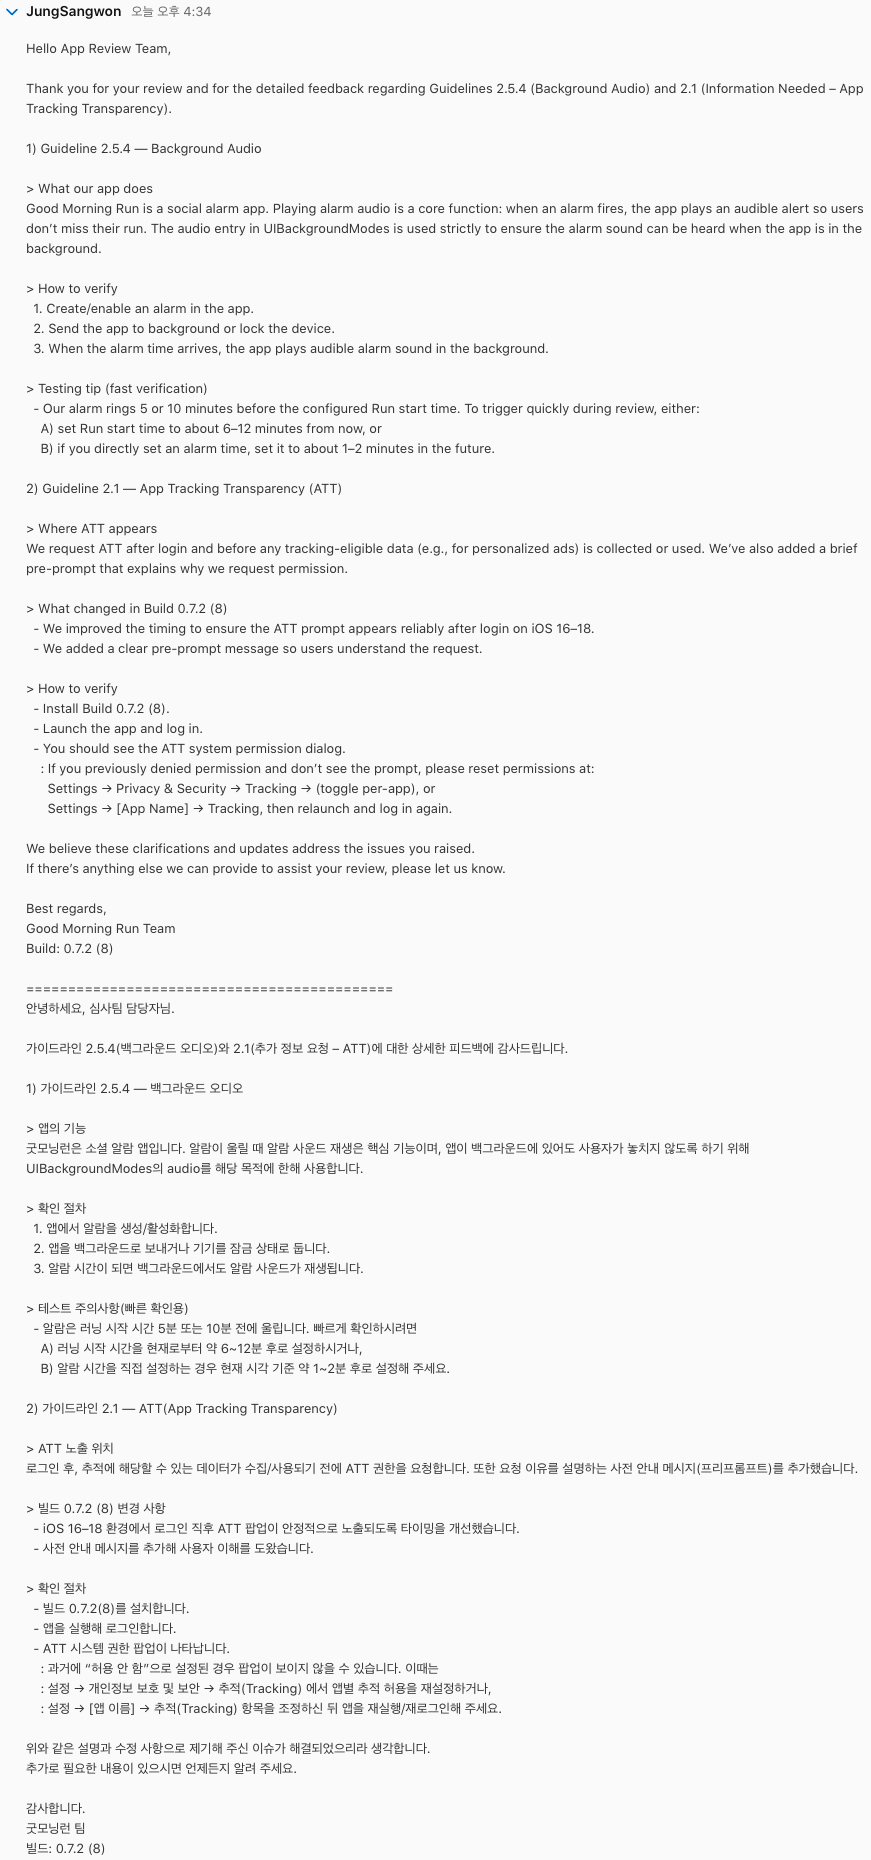 JungSangwon 오늘 오후 4:34
Hello App Review Team,
Thank you for your review and for the detailed feedback regarding Guidelines 2.5.4 (Background Audio) and 2.1 (Information Needed – App
Tracking Transparency).
1) Guideline 2.5.4 — Background Audio
> What our app does
Good Morning Run is a social alarm app. Playing alarm audio is a core function: when an alarm fires, the app plays an audible alert so users
don’t miss their run. The audio entry in UIBackgroundModes is used strictly to ensure the alarm sound can be heard when the app is in the
background.
> How to verify
1. Create/enable an alarm in the app.
2. Send the app to background or lock the device.
3. When the alarm time arrives, the app plays audible alarm sound in the background.
> Testing tip (fast verification)
- Our alarm rings 5 or 10 minutes before the configured Run start time. To trigger quickly during review, either:
A) set Run start time to about 6–12 minutes from now, or
B) if you directly set an alarm time, set it to about 1–2 minutes in the future.
2) Guideline 2.1 — App Tracking Transparency (ATT)
> Where ATT appears
We request ATT after login and before any tracking-eligible data (e.g., for personalized ads) is collected or used. We’ve also added a brief
pre-prompt that explains why we request permission.
> What changed in Build 0.7.2 (8)
- We improved the timing to ensure the ATT prompt appears reliably after login on iOS 16–18.
- We added a clear pre-prompt message so users understand the request.
> How to verify
- Install Build 0.7.2 (8).
- Launch the app and log in.
- You should see the ATT system permission dialog.
: If you previously denied permission and don’t see the prompt, please reset permissions at:
Settings → Privacy & Security → Tracking → (toggle per-app), or
Settings → [App Name] → Tracking, then relaunch and log in again.
We believe these clarifications and updates address the issues you raised.
If there’s anything else we can provide to assist your review, please let us know.
Best regards,
Good Morning Run Team
Build: 0.7.2 (8)
============================================
안녕하세요, 심사팀 담당자님.
가이드라인 2.5.4(백그라운드 오디오)와 2.1(추가 정보 요청 – ATT)에 대한 상세한 피드백에 감사드립니다.
1) 가이드라인 2.5.4 — 백그라운드 오디오
> 앱의 기능
굿모닝런은 소셜 알람 앱입니다. 알람이 울릴 때 알람 사운드 재생은 핵심 기능이며, 앱이 백그라운드에 있어도 사용자가 놓치지 않도록 하기 위해
UIBackgroundModes의 audio를 해당 목적에 한해 사용합니다.
> 확인 절차
1. 앱에서 알람을 생성/활성화합니다.
2. 앱을 백그라운드로 보내거나 기기를 잠금 상태로 둡니다.
3. 알람 시간이 되면 백그라운드에서도 알람 사운드가 재생됩니다.
> 테스트 주의사항(빠른 확인용)
- 알람은 러닝 시작 시간 5분 또는 10분 전에 울립니다. 빠르게 확인하시려면
A) 러닝 시작 시간을 현재로부터 약 6~12분 후로 설정하시거나,
B) 알람 시간을 직접 설정하는 경우 현재 시각 기준 약 1~2분 후로 설정해 주세요.
2) 가이드라인 2.1 — ATT(App Tracking Transparency)
> ATT 노출 위치
로그인 후, 추적에 해당할 수 있는 데이터가 수집/사용되기 전에 ATT 권한을 요청합니다. 또한 요청 이유를 설명하는 사전 안내 메시지(프리프롬프트)를 추가했습니다.
> 빌드 0.7.2 (8) 변경 사항
- iOS 16–18 환경에서 로그인 직후 ATT 팝업이 안정적으로 노출되도록 타이밍을 개선했습니다.
- 사전 안내 메시지를 추가해 사용자 이해를 도왔습니다.
> 확인 절차
- 빌드 0.7.2(8)를 설치합니다.
- 앱을 실행해 로그인합니다.
- ATT 시스템 권한 팝업이 나타납니다.
: 과거에 “허용 안 함”으로 설정된 경우 팝업이 보이지 않을 수 있습니다. 이때는
: 설정 → 개인정보 보호 및 보안 → 추적(Tracking) 에서 앱별 추적 허용을 재설정하거나,
: 설정 → [앱 이름] → 추적(Tracking) 항목을 조정하신 뒤 앱을 재실행/재로그인해 주세요.
위와 같은 설명과 수정 사항으로 제기해 주신 이슈가 해결되었으리라 생각합니다.
추가로 필요한 내용이 있으시면 언제든지 알려 주세요.
감사합니다.
굿모닝런 팀
빌드: 0.7.2 (8)